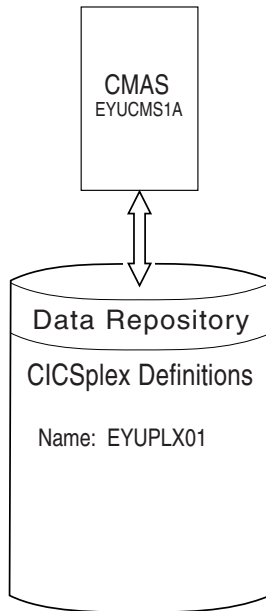 CMAS
EYUCMS1A
Data Repository
CICSplex Definitions
Name: EYUPLX01